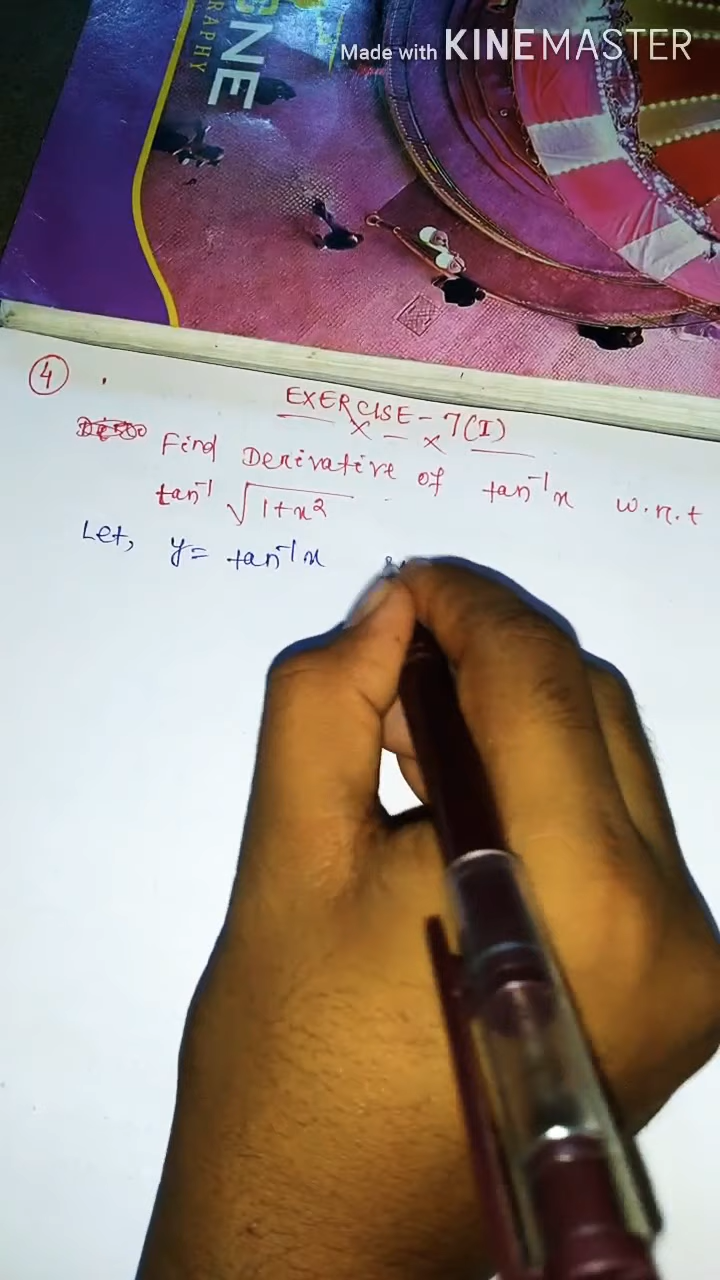 Made with KINEMASTER
GNE
RAPHY
4
EXERCISE - 7(I)
Find Derivative of tan⁻¹x w.r.t
tan⁻¹ √1+x²
Let, y = tan⁻¹x